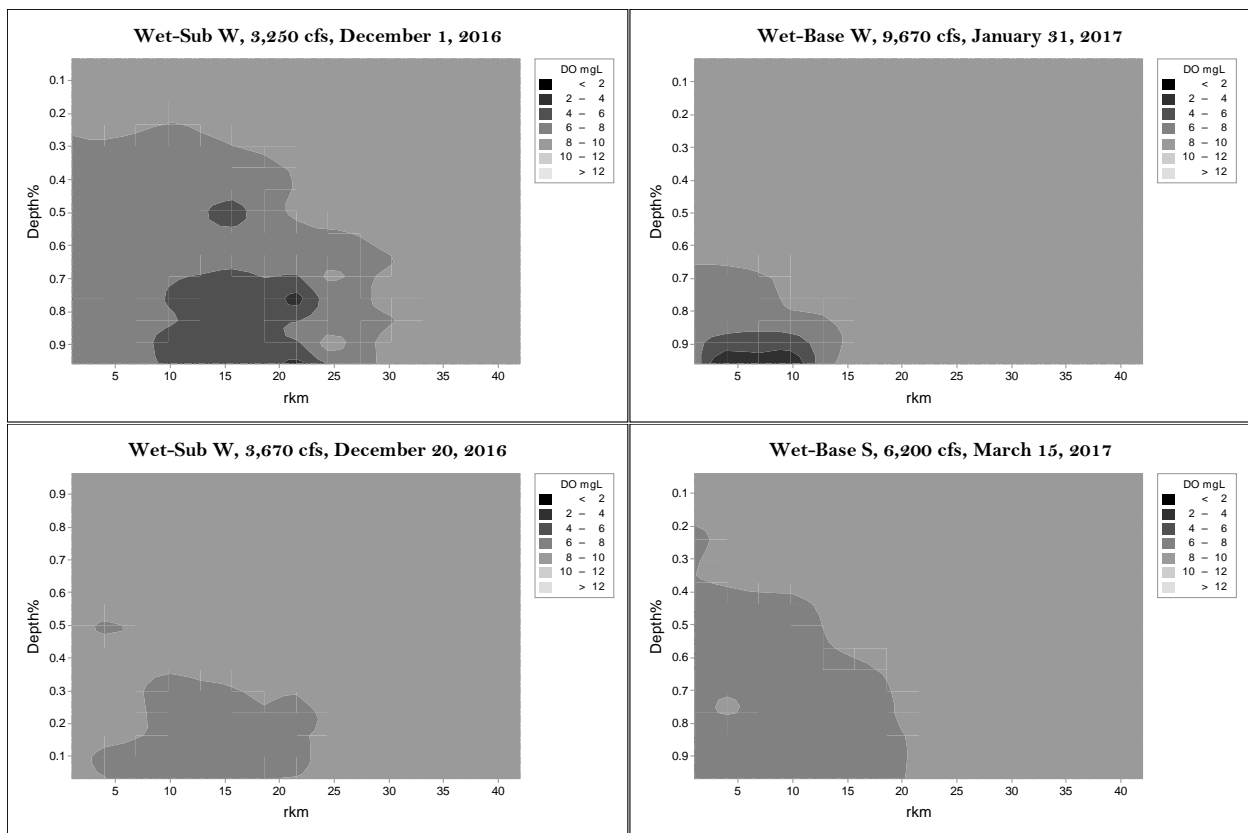 Wet-Sub W, 3,250 cfs, December 1, 2016
DO mgL
< 2
2 – 4
4 – 6
6 – 8
8 – 10
10 – 12
> 12
Depth%
0.1
0.2
0.3
0.4
0.5
0.6
0.7
0.8
0.9
5 10 15 20 25 30 35 40
rkm
Wet-Base W, 9,670 cfs, January 31, 2017
DO mgL
< 2
2 – 4
4 – 6
6 – 8
8 – 10
10 – 12
> 12
Depth%
0.1
0.2
0.3
0.4
0.5
0.6
0.7
0.8
0.9
5 10 15 20 25 30 35 40
rkm
Wet-Sub W, 3,670 cfs, December 20, 2016
DO mgL
< 2
2 – 4
4 – 6
6 – 8
8 – 10
10 – 12
> 12
Depth%
0.9
0.8
0.7
0.6
0.5
0.4
0.3
0.2
0.1
5 10 15 20 25 30 35 40
rkm
Wet-Base S, 6,200 cfs, March 15, 2017
DO mgL
< 2
2 – 4
4 – 6
6 – 8
8 – 10
10 – 12
> 12
Depth%
0.1
0.2
0.3
0.4
0.5
0.6
0.7
0.8
0.9
5 10 15 20 25 30 35 40
rkm